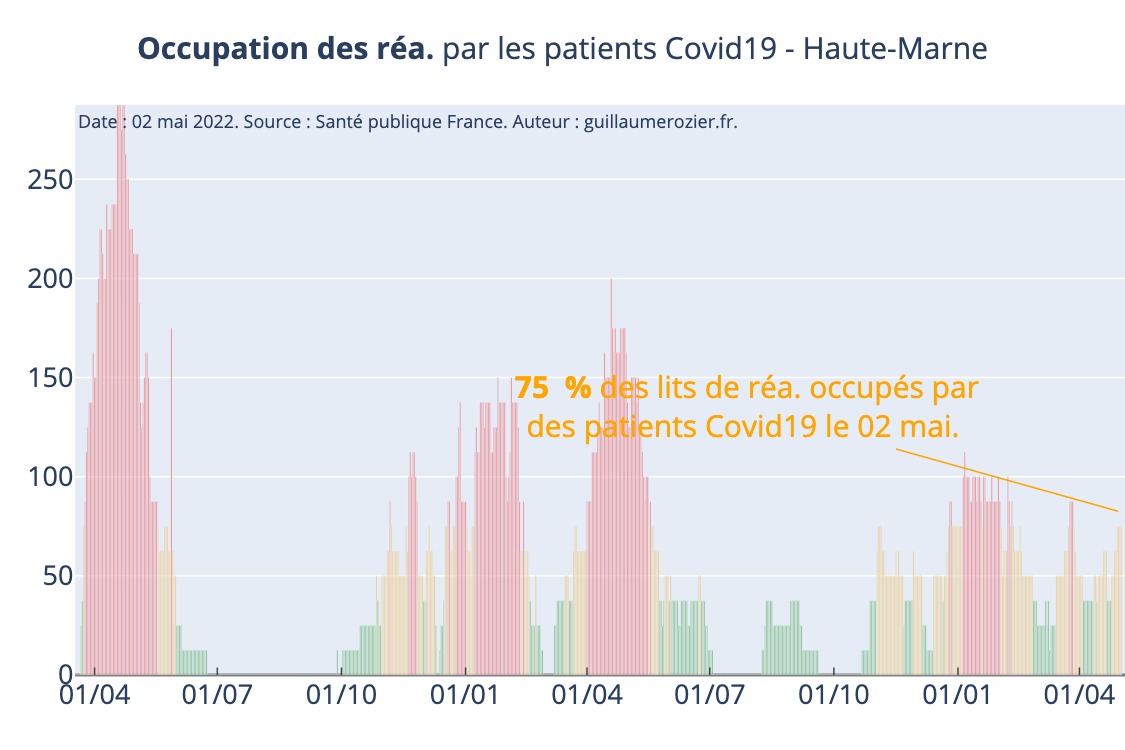 Occupation des réa. par les patients Covid19 - Haute-Marne
Date : 02 mai 2022. Source : Santé publique France. Auteur : guillaumerozier.fr.
250
200
150
75 % des lits de réa. occupés par
des patients Covid19 le 02 mai.
100
50
0
01/04 01/07 01/10 01/01 01/04 01/07 01/10 01/01 01/04